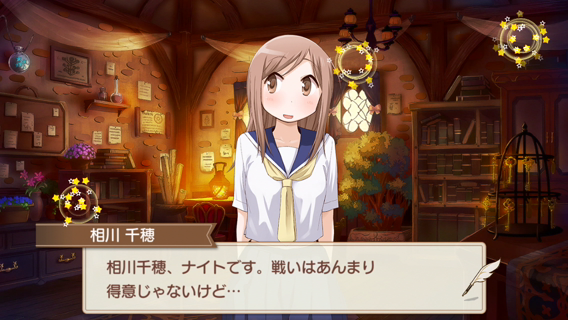 相川 千穂
相川千穂、ナイトです。戦いはあんまり
得意じゃないけど…